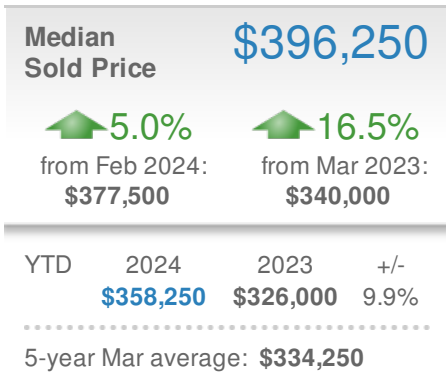 Median
Sold Price
$396,250
5.0%
16.5%
from Feb 2024:
from Mar 2023:
$377,500
$340,000
YTD 2024 2023 +/-
$358,250 $326,000 9.9%
5-year Mar average: $334,250